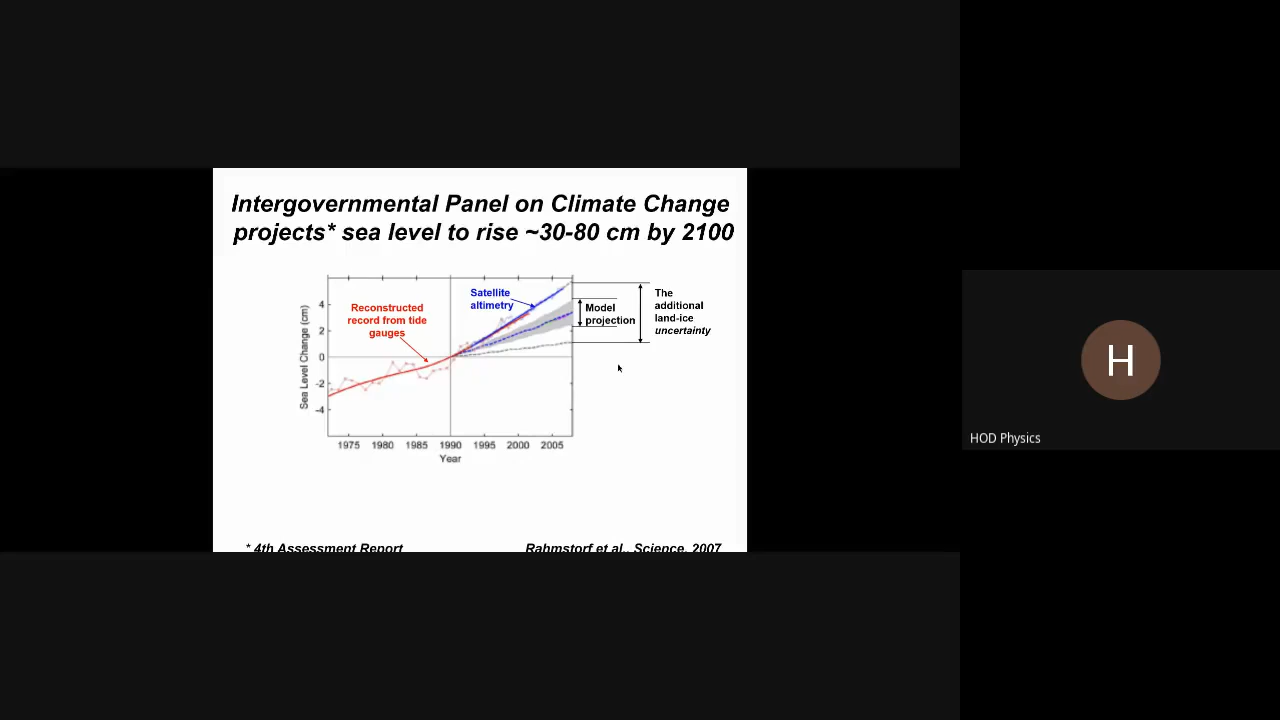 Intergovernmental Panel on Climate Change
projects* sea level to rise ~30-80 cm by 2100
Reconstructed
record from tide
gauges
Satellite
altimetry
Model
projection
The
additional
land-ice
uncertainty
Sea Level Change (cm)
4
2
0
-2
-4
1975 1980 1985 1990 1995 2000 2005
Year
* 4th Assessment Report
Rahmstorf et al., Science, 2007
H
HOD Physics